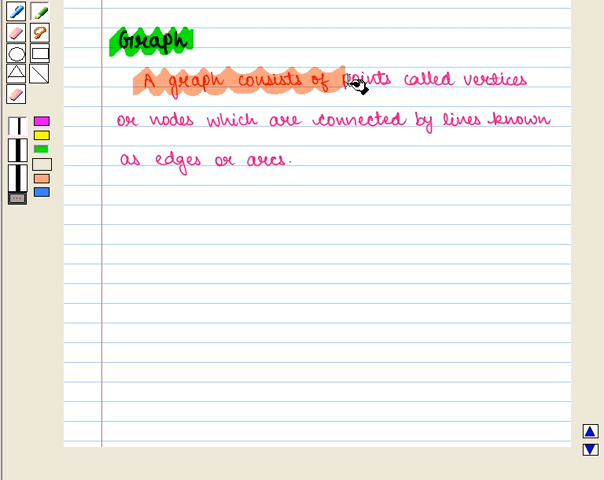 Graph
A graph consists of points called vertices
or nodes which are connected by lines known
as edges or arcs.